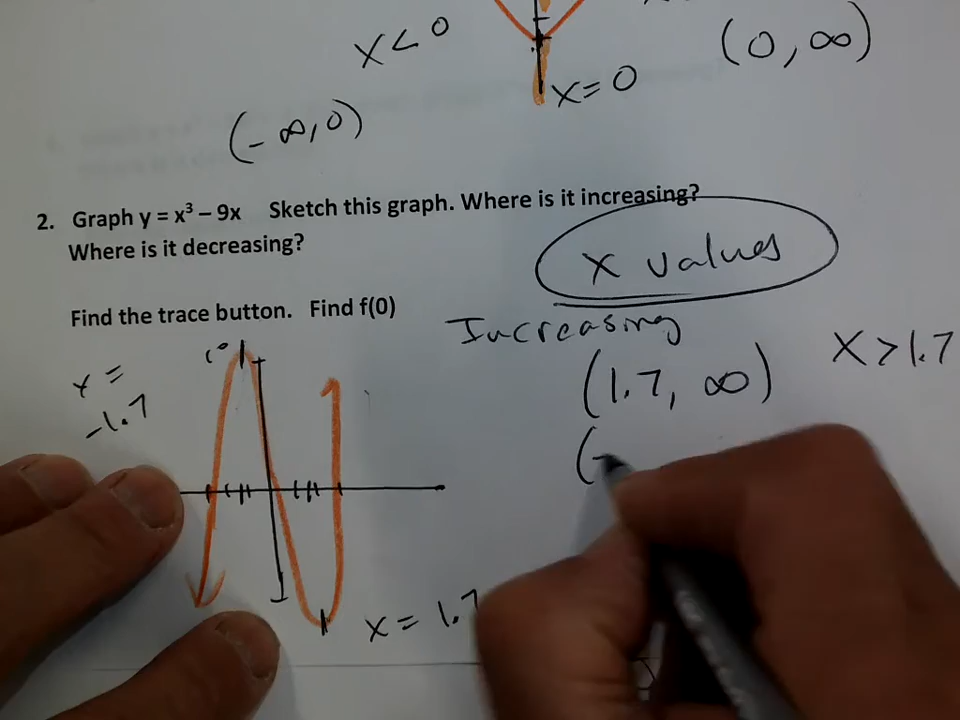 x < 0
(0, ∞)
x = 0
(- ∞, 0)
2. Graph y = x³ – 9x Sketch this graph. Where is it increasing?
Where is it decreasing?
x values
Find the trace button. Find f(0)
Increasing
x =
-1.7
10
(1.7, ∞)
x > 1.7
(-
x = 1.7